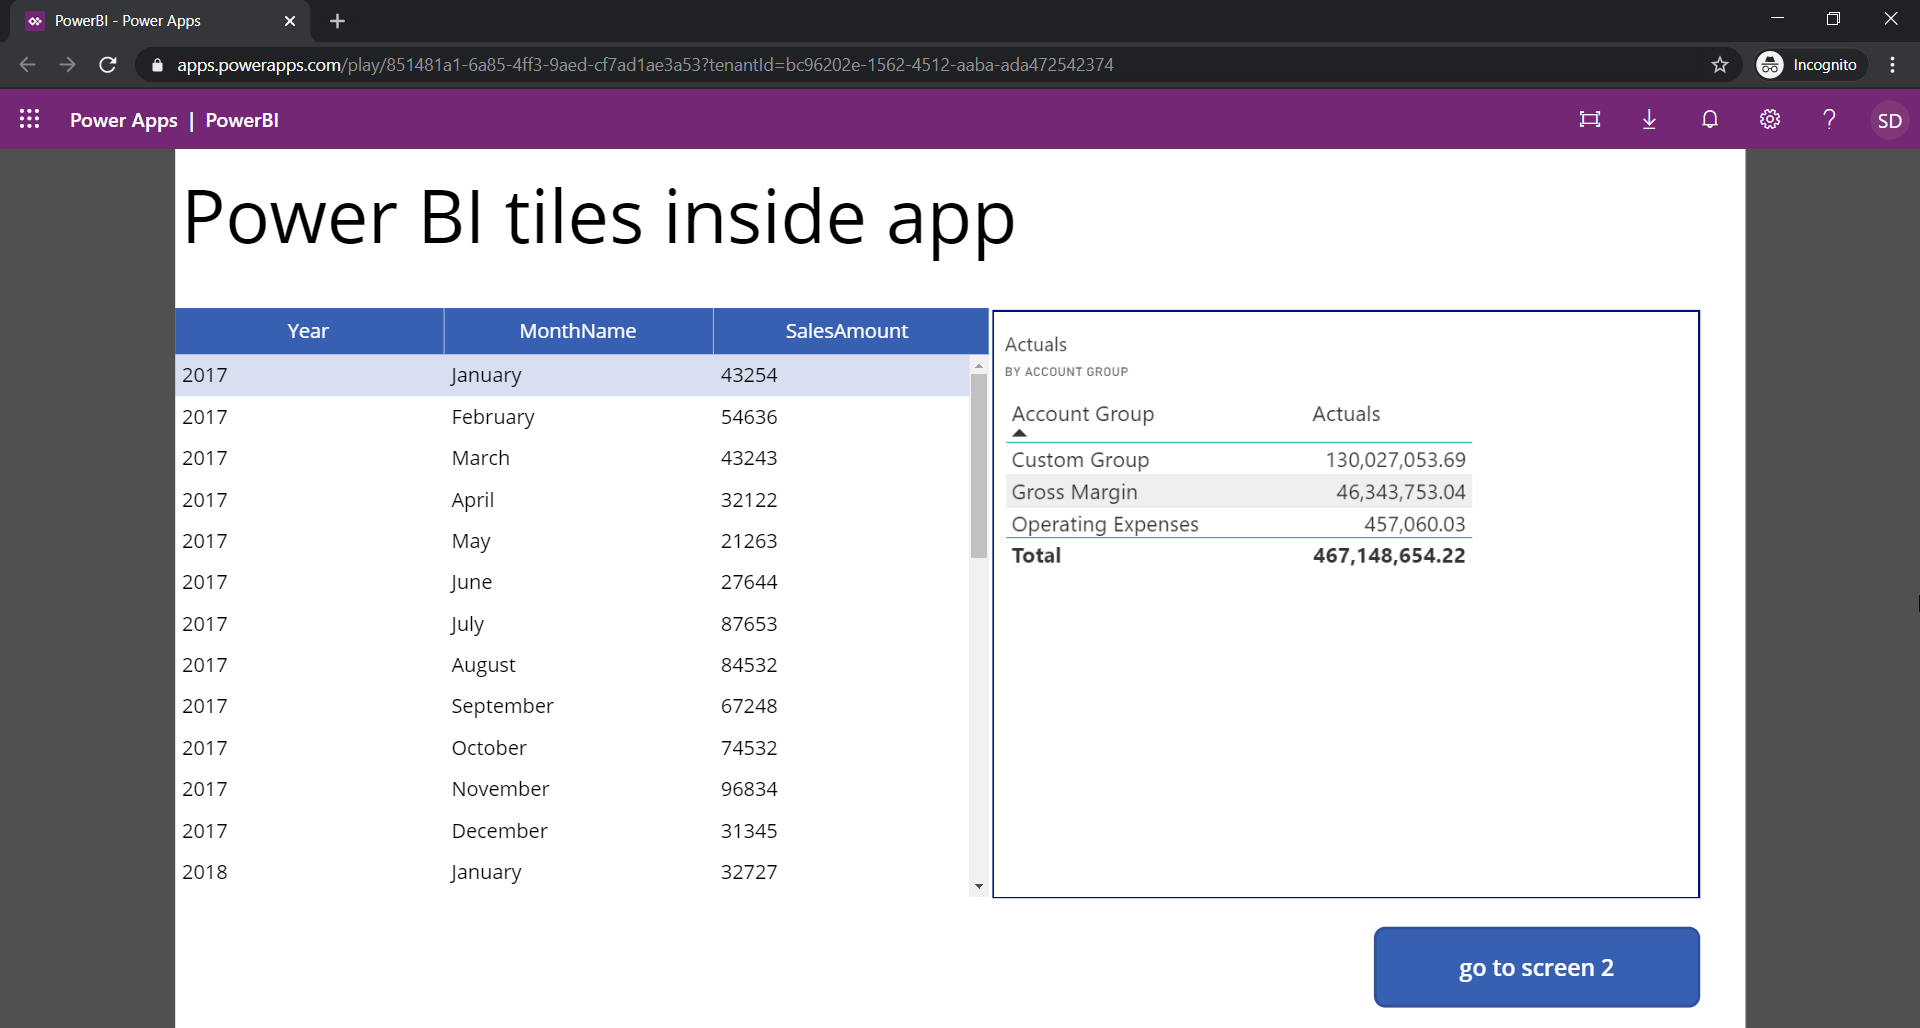 PowerBI - Power Apps
apps.powerapps.com/play/851481a1-6a85-4ff3-9aed-cf7ad1ae3a53?tenantId=bc96202e-1562-4512-aaba-ada472542374
Incognito
Power Apps | PowerBI
SD
Power BI tiles inside app
Year MonthName SalesAmount
2017 January 43254
2017 February 54636
2017 March 43243
2017 April 32122
2017 May 21263
2017 June 27644
2017 July 87653
2017 August 84532
2017 September 67248
2017 October 74532
2017 November 96834
2017 December 31345
2018 January 32727
Actuals
BY ACCOUNT GROUP
Account Group Actuals
Custom Group 130,027,053.69
Gross Margin 46,343,753.04
Operating Expenses 457,060.03
Total 467,148,654.22
go to screen 2